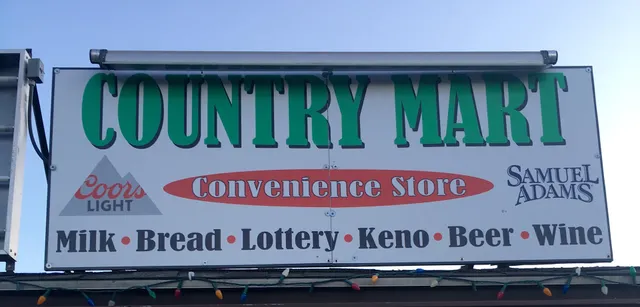 COUNTRY MART
Coors
LIGHT
Convenience Store
SAMUEL
ADAMS
Milk • Bread • Lottery • Keno • Beer • Wine